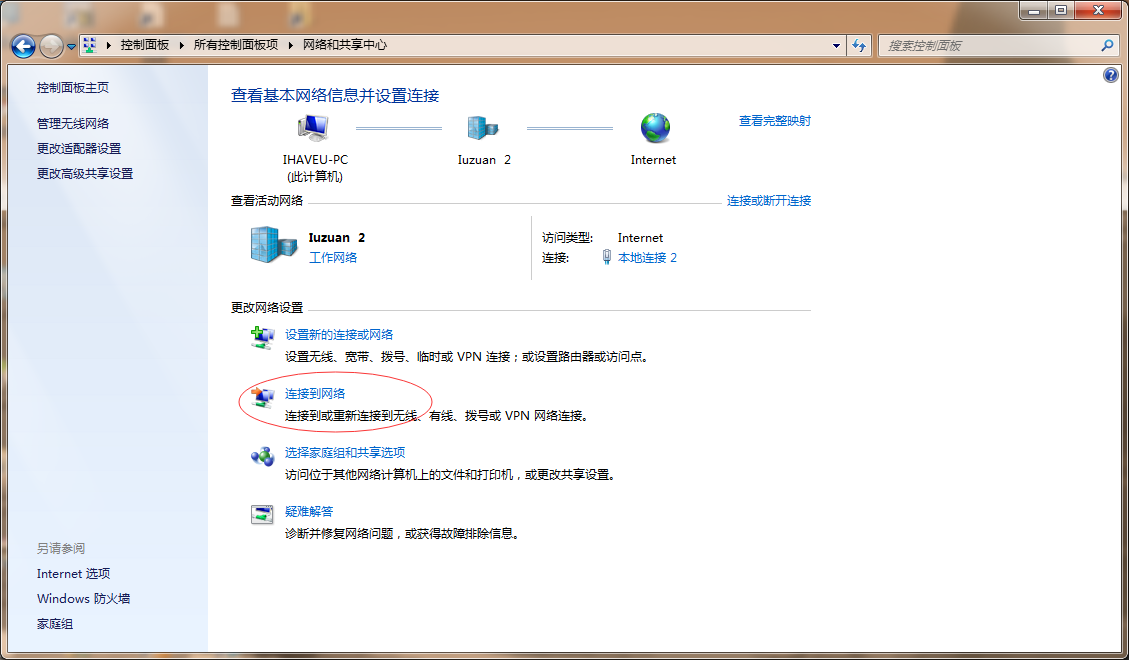 控制面板 ▸ 所有控制面板项 ▸ 网络和共享中心
搜索控制面板
控制面板主页
管理无线网络
更改适配器设置
更改高级共享设置
查看基本网络信息并设置连接
查看完整映射
IHAVEU-PC
(此计算机)
Iuzuan 2
Internet
查看活动网络
连接或断开连接
Iuzuan 2
工作网络
访问类型: Internet
连接: 本地连接 2
更改网络设置
设置新的连接或网络
设置无线、宽带、拨号、临时或 VPN 连接；或设置路由器或访问点。
连接到网络
连接到或重新连接到无线、有线、拨号或 VPN 网络连接。
选择家庭组和共享选项
访问位于其他网络计算机上的文件和打印机，或更改共享设置。
疑难解答
诊断并修复网络问题，或获得故障排除信息。
另请参阅
Internet 选项
Windows 防火墙
家庭组